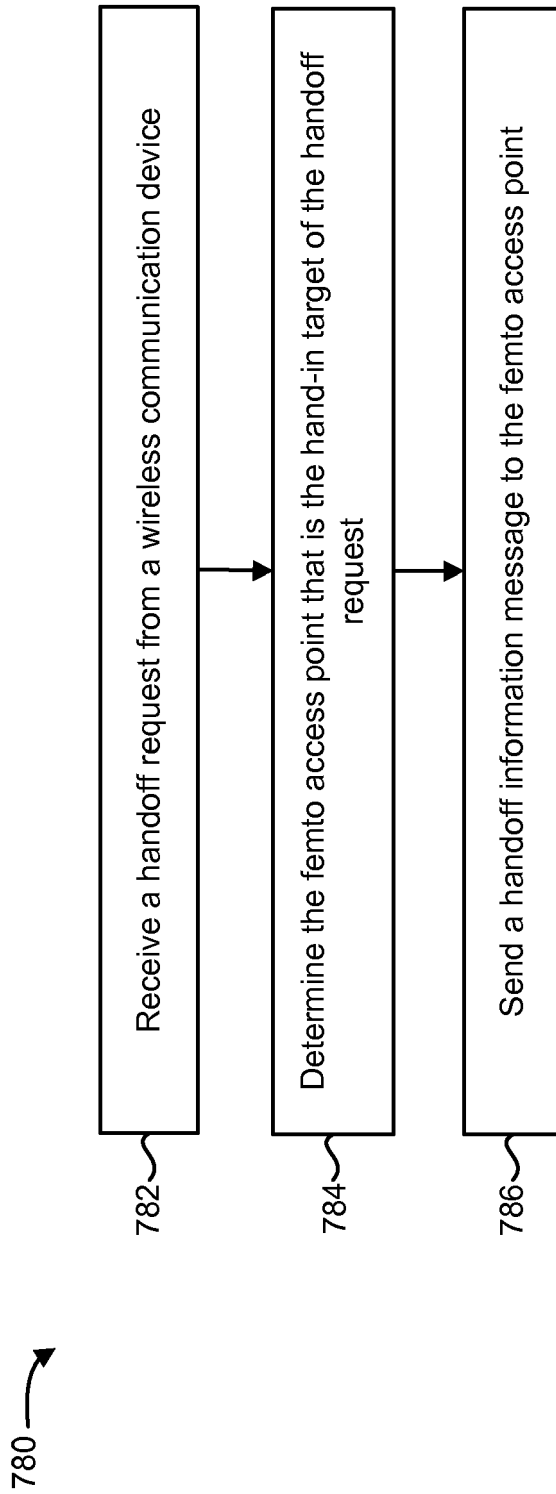 780
782
Receive a handoff request from a wireless communication device
784
Determine the femto access point that is the hand-in target of the handoff
request
786
Send a handoff information message to the femto access point